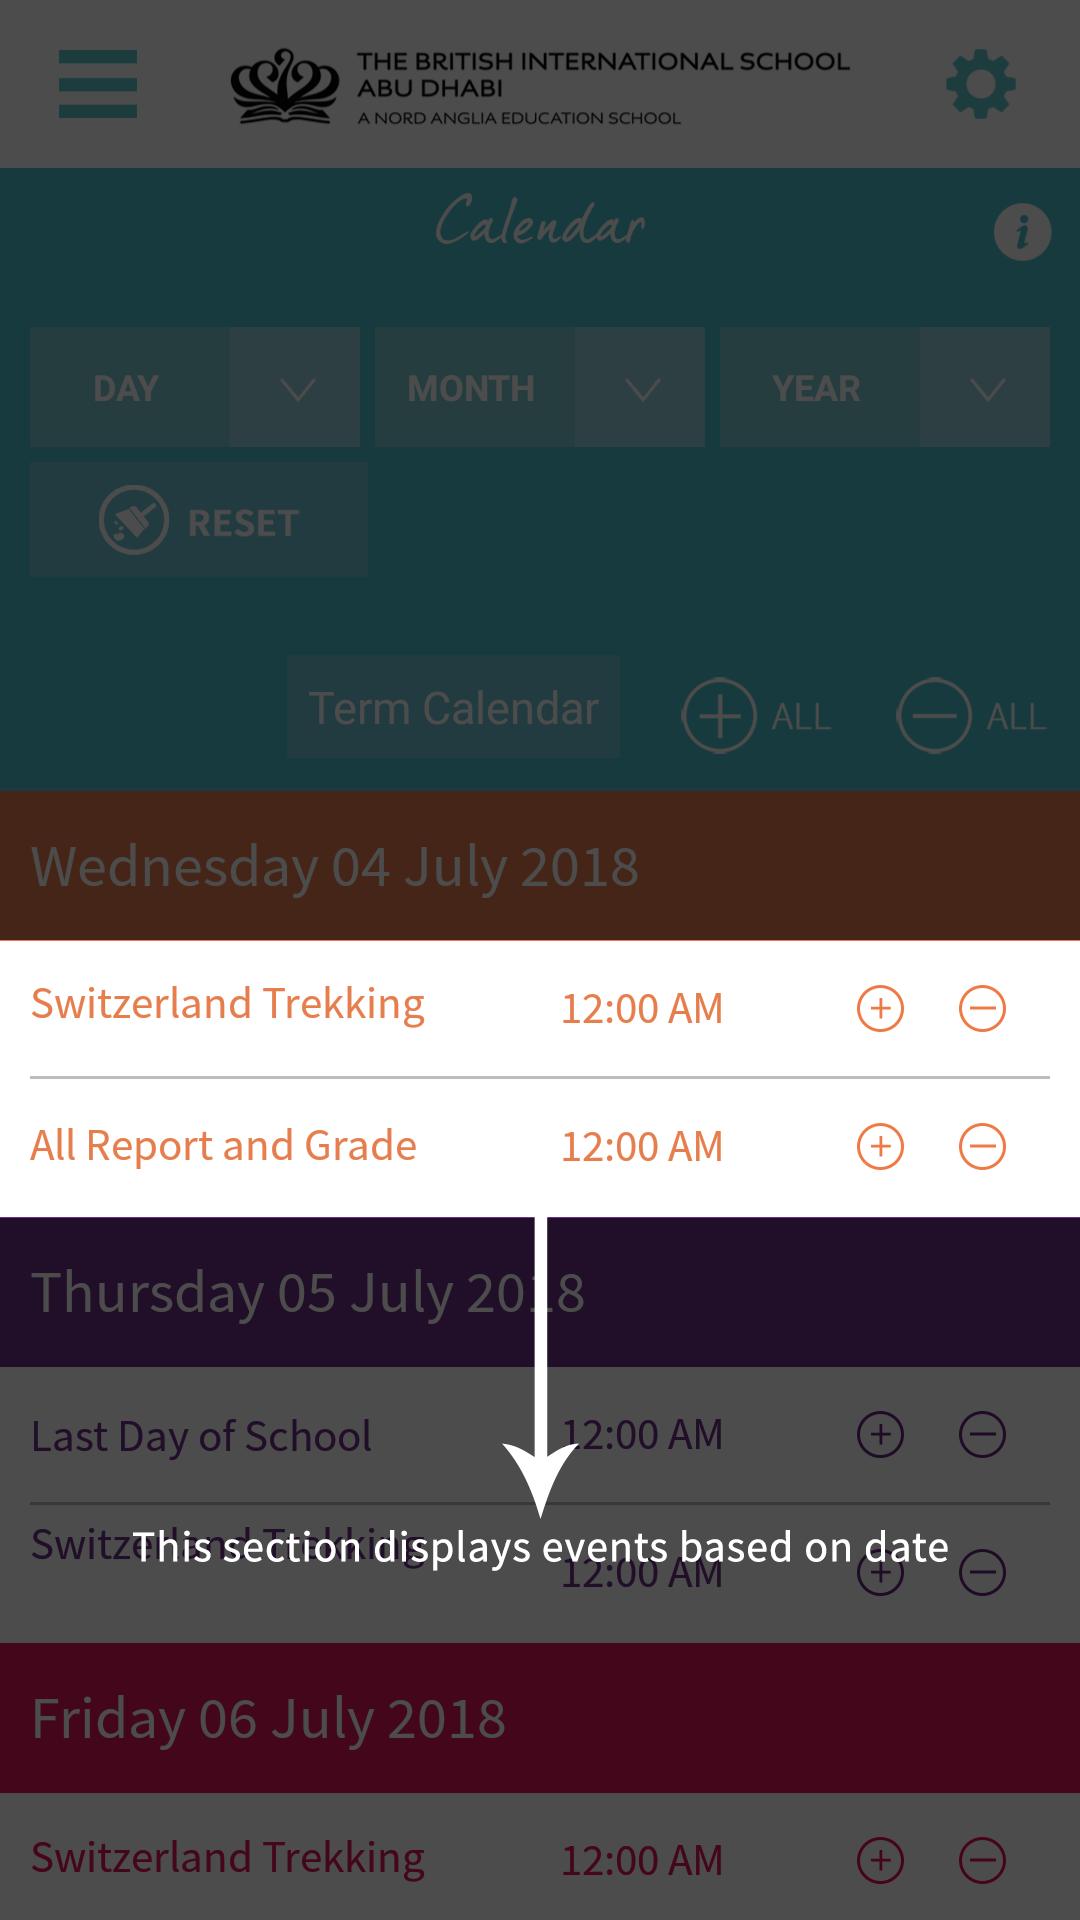 THE BRITISH INTERNATIONAL SCHOOL
ABU DHABI
A NORD ANGLIA EDUCATION SCHOOL
Calendar
i
DAY MONTH YEAR
RESET
Term Calendar ALL ALL
Wednesday 04 July 2018
Switzerland Trekking 12:00 AM
All Report and Grade 12:00 AM
Thursday 05 July 2018
Last Day of School 12:00 AM
Switzerland Trekking 12:00 AM
This section displays events based on date
Friday 06 July 2018
Switzerland Trekking 12:00 AM